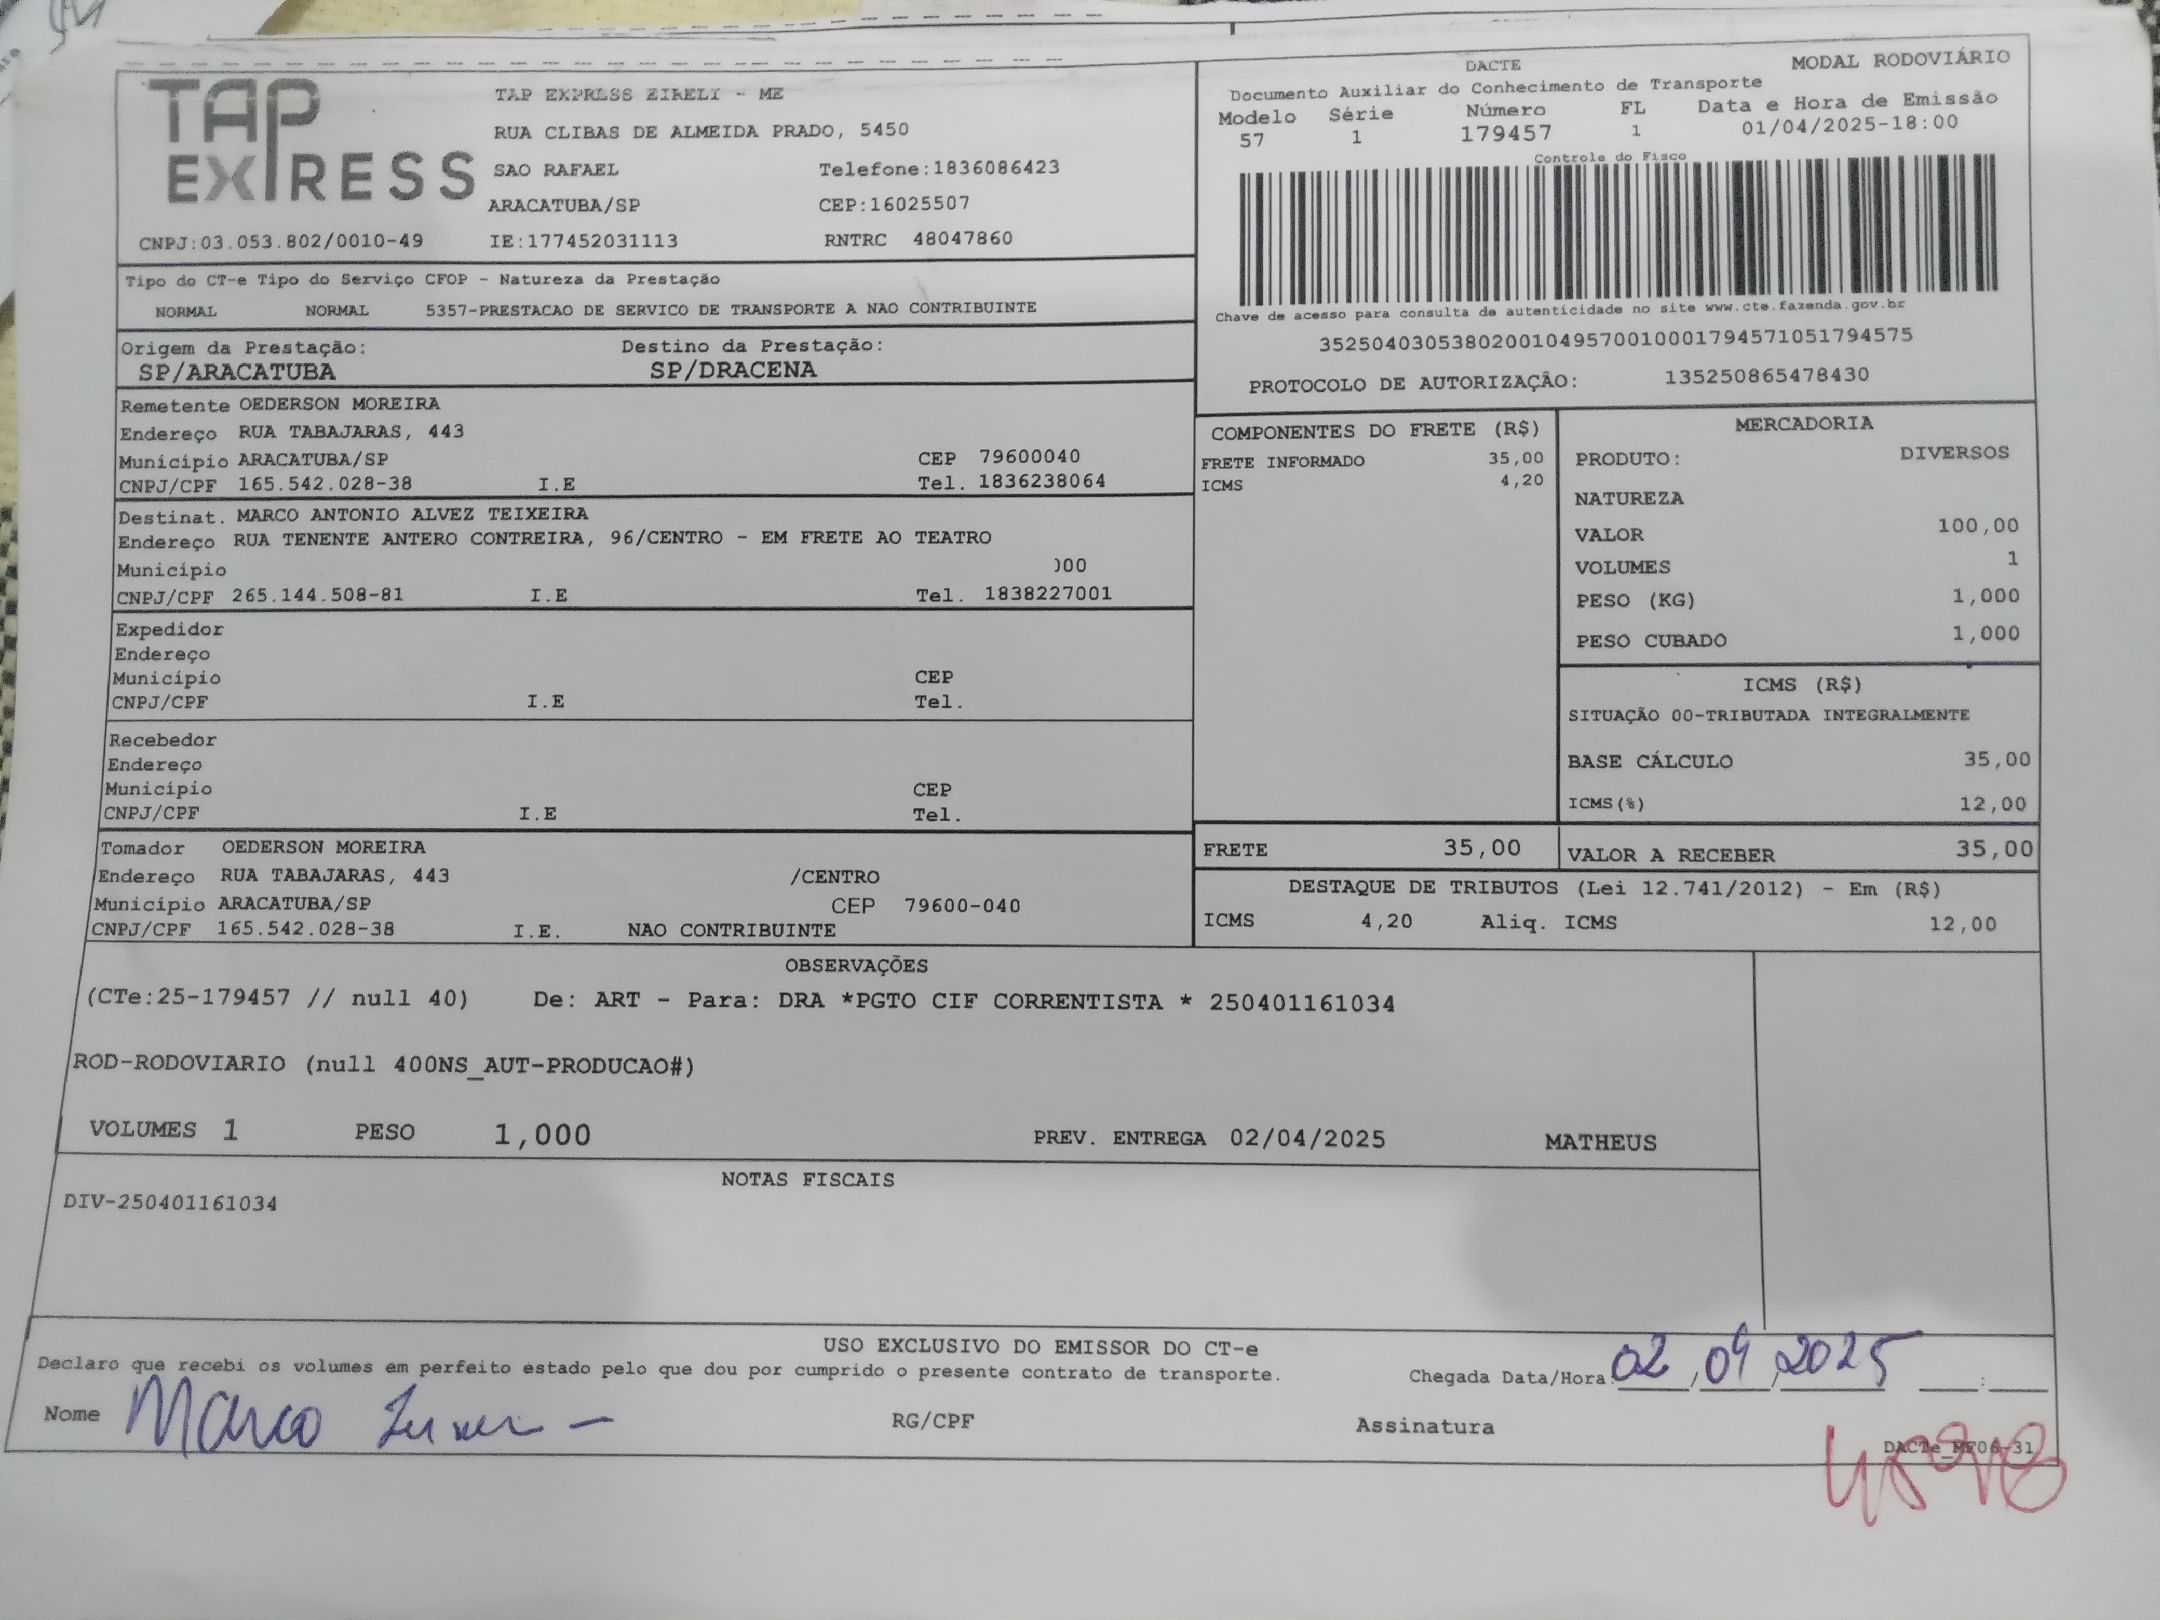 TAP EXPRESS
TAP EXPRESS EIRELI - ME
RUA CLIBAS DE ALMEIDA PRADO, 5450
SAO RAFAEL Telefone:1836086423
ARACATUBA/SP CEP:16025507
CNPJ:03.053.802/0010-49 IE:177452031113 RNTRC 48047860
DACTE MODAL RODOVIÁRIO
Documento Auxiliar do Conhecimento de Transporte
Modelo Série Número FL Data e Hora de Emissão
57 1 179457 1 01/04/2025-18:00
Controle do Fisco
Chave de acesso para consulta de autenticidade no site www.cte.fazenda.gov.br
35250403053802001049570010001794571051794575
PROTOCOLO DE AUTORIZAÇÃO: 135250865478430
Tipo do CT-e Tipo do Serviço CFOP - Natureza da Prestação
NORMAL NORMAL 5357-PRESTACAO DE SERVICO DE TRANSPORTE A NAO CONTRIBUINTE
Origem da Prestação: Destino da Prestação:
SP/ARACATUBA SP/DRACENA
Remetente OEDERSON MOREIRA
Endereço RUA TABAJARAS, 443
Município ARACATUBA/SP CEP 79600040
CNPJ/CPF 165.542.028-38 I.E Tel. 1836238064
Destinat. MARCO ANTONIO ALVEZ TEIXEIRA
Endereço RUA TENENTE ANTERO CONTREIRA, 96/CENTRO - EM FRETE AO TEATRO
Município 00
CNPJ/CPF 265.144.508-81 I.E Tel. 1838227001
Expedidor
Endereço
Município CEP
CNPJ/CPF I.E Tel.
Recebedor
Endereço
Município CEP
CNPJ/CPF I.E Tel.
Tomador OEDERSON MOREIRA
Endereço RUA TABAJARAS, 443 /CENTRO
Município ARACATUBA/SP CEP 79600-040
CNPJ/CPF 165.542.028-38 I.E. NAO CONTRIBUINTE
COMPONENTES DO FRETE (R$)
FRETE INFORMADO 35,00
ICMS 4,20
MERCADORIA
PRODUTO: DIVERSOS
NATUREZA
VALOR 100,00
VOLUMES 1
PESO (KG) 1,000
PESO CUBADO 1,000
ICMS (R$)
SITUAÇÃO 00-TRIBUTADA INTEGRALMENTE
BASE CÁLCULO 35,00
ICMS(%) 12,00
FRETE 35,00 VALOR A RECEBER 35,00
DESTAQUE DE TRIBUTOS (Lei 12.741/2012) - Em (R$)
ICMS 4,20 Aliq. ICMS 12,00
OBSERVAÇÕES
(CTe:25-179457 // null 40) De: ART - Para: DRA *PGTO CIF CORRENTISTA * 250401161034
ROD-RODOVIARIO (null 400NS_AUT-PRODUCAO#)
VOLUMES 1 PESO 1,000 PREV. ENTREGA 02/04/2025 MATHEUS
NOTAS FISCAIS
DIV-250401161034
USO EXCLUSIVO DO EMISSOR DO CT-e
Declaro que recebi os volumes em perfeito estado pelo que dou por cumprido o presente contrato de transporte. Chegada Data/Hora: 02/04/2025 :
Nome Marco RG/CPF Assinatura
DACTe_MF06-31